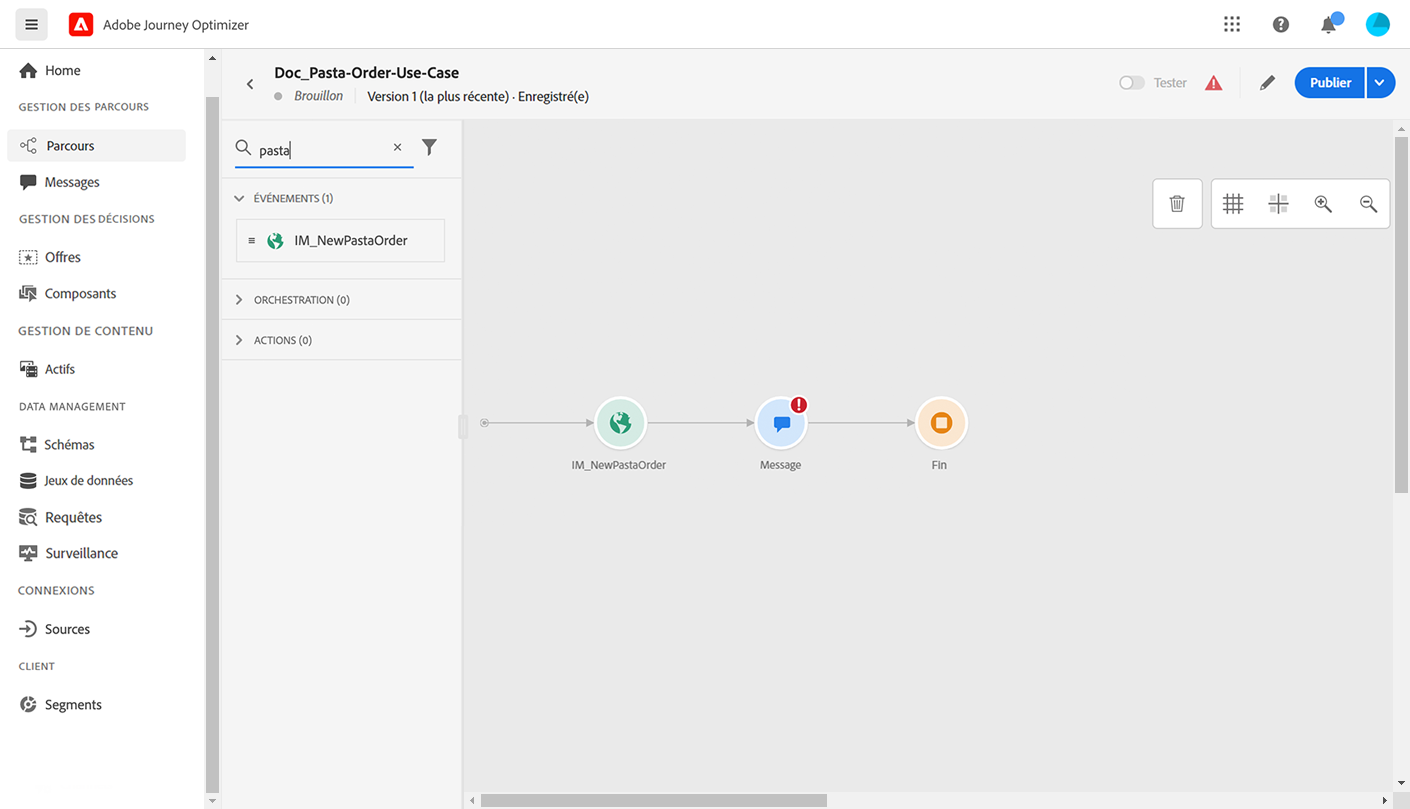 Adobe Journey Optimizer
Home
GESTION DES PARCOURS
Parcours
Messages
GESTION DES DÉCISIONS
Offres
Composants
GESTION DE CONTENU
Actifs
DATA MANAGEMENT
Schémas
Jeux de données
Requêtes
Surveillance
CONNEXIONS
Sources
CLIENT
Segments
Doc_Pasta-Order-Use-Case
Brouillon
Version 1 (la plus récente) · Enregistré(e)
Tester
Publier
pasta
ÉVÉNEMENTS (1)
IM_NewPastaOrder
ORCHESTRATION (0)
ACTIONS (0)
IM_NewPastaOrder
Message
FIn